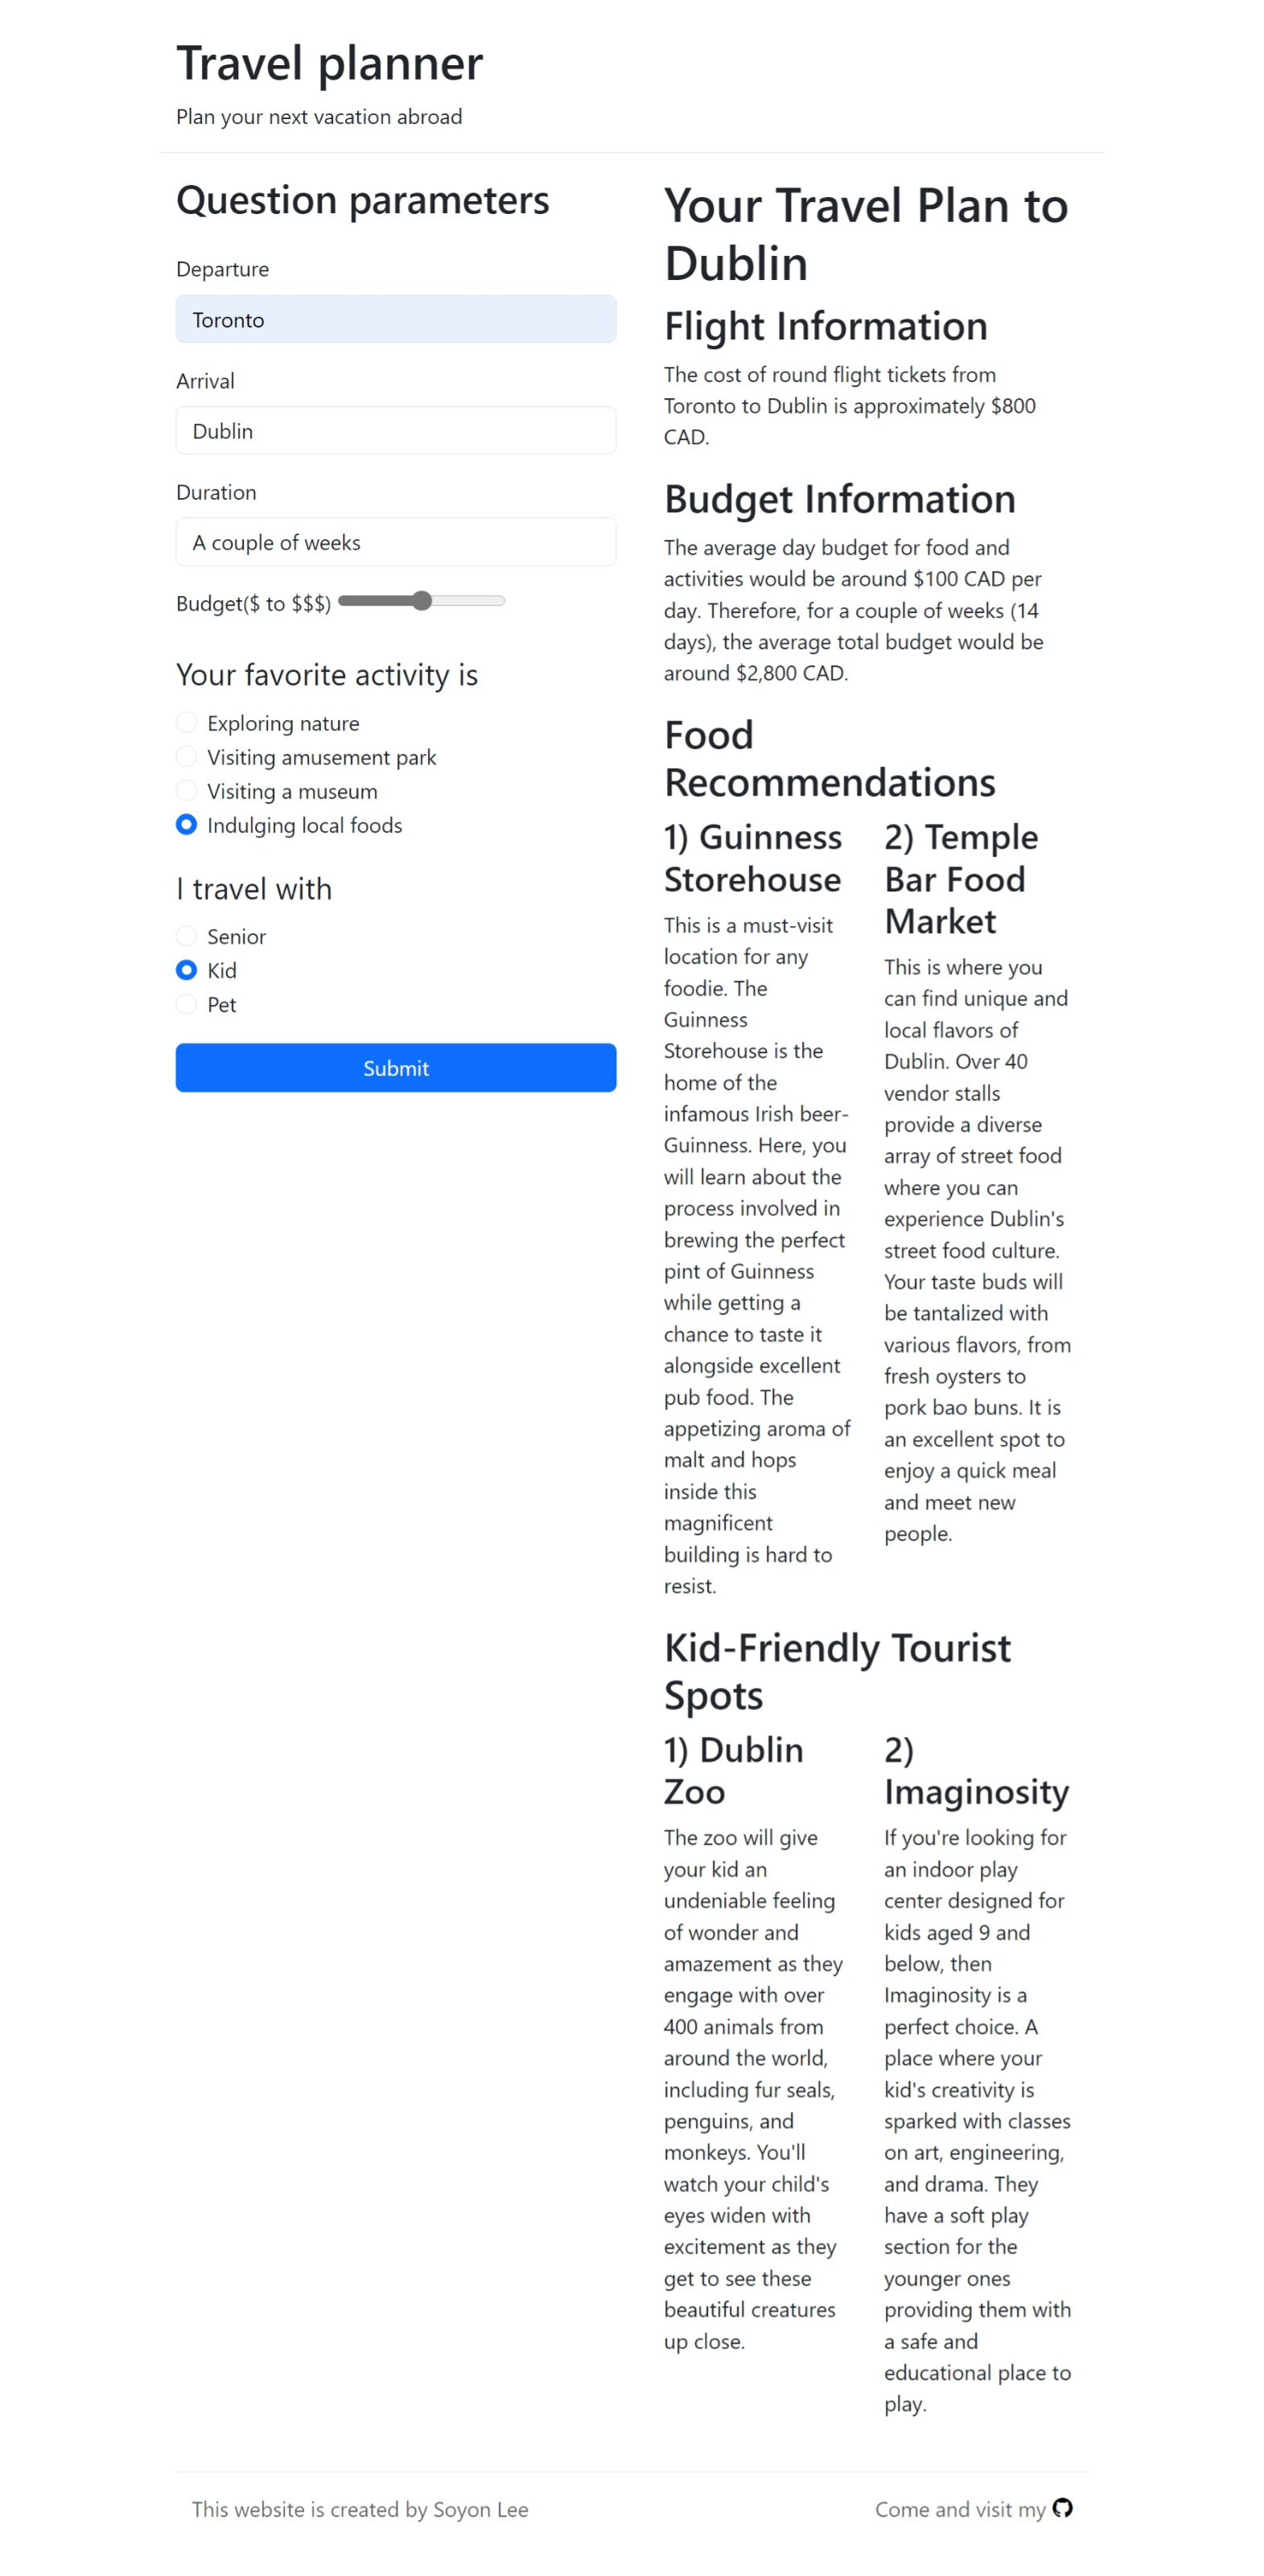 Travel planner
Plan your next vacation abroad
Question parameters
Departure
Toronto
Arrival
Dublin
Duration
A couple of weeks
Budget($ to $$$)
Your favorite activity is
Exploring nature
Visiting amusement park
Visiting a museum
Indulging local foods
I travel with
Senior
Kid
Pet
Submit
Your Travel Plan to
Dublin
Flight Information
The cost of round flight tickets from
Toronto to Dublin is approximately $800
CAD.
Budget Information
The average day budget for food and
activities would be around $100 CAD per
day. Therefore, for a couple of weeks (14
days), the average total budget would be
around $2,800 CAD.
Food
Recommendations
1) Guinness
Storehouse
This is a must-visit
location for any
foodie. The
Guinness
Storehouse is the
home of the
infamous Irish beer-
Guinness. Here, you
will learn about the
process involved in
brewing the perfect
pint of Guinness
while getting a
chance to taste it
alongside excellent
pub food. The
appetizing aroma of
malt and hops
inside this
magnificent
building is hard to
resist.
2) Temple
Bar Food
Market
This is where you
can find unique and
local flavors of
Dublin. Over 40
vendor stalls
provide a diverse
array of street food
where you can
experience Dublin's
street food culture.
Your taste buds will
be tantalized with
various flavors, from
fresh oysters to
pork bao buns. It is
an excellent spot to
enjoy a quick meal
and meet new
people.
Kid-Friendly Tourist
Spots
1) Dublin
Zoo
The zoo will give
your kid an
undeniable feeling
of wonder and
amazement as they
engage with over
400 animals from
around the world,
including fur seals,
penguins, and
monkeys. You'll
watch your child's
eyes widen with
excitement as they
get to see these
beautiful creatures
up close.
2)
Imaginosity
If you're looking for
an indoor play
center designed for
kids aged 9 and
below, then
Imaginosity is a
perfect choice. A
place where your
kid's creativity is
sparked with classes
on art, engineering,
and drama. They
have a soft play
section for the
younger ones
providing them with
a safe and
educational place to
play.
This website is created by Soyon Lee
Come and visit my